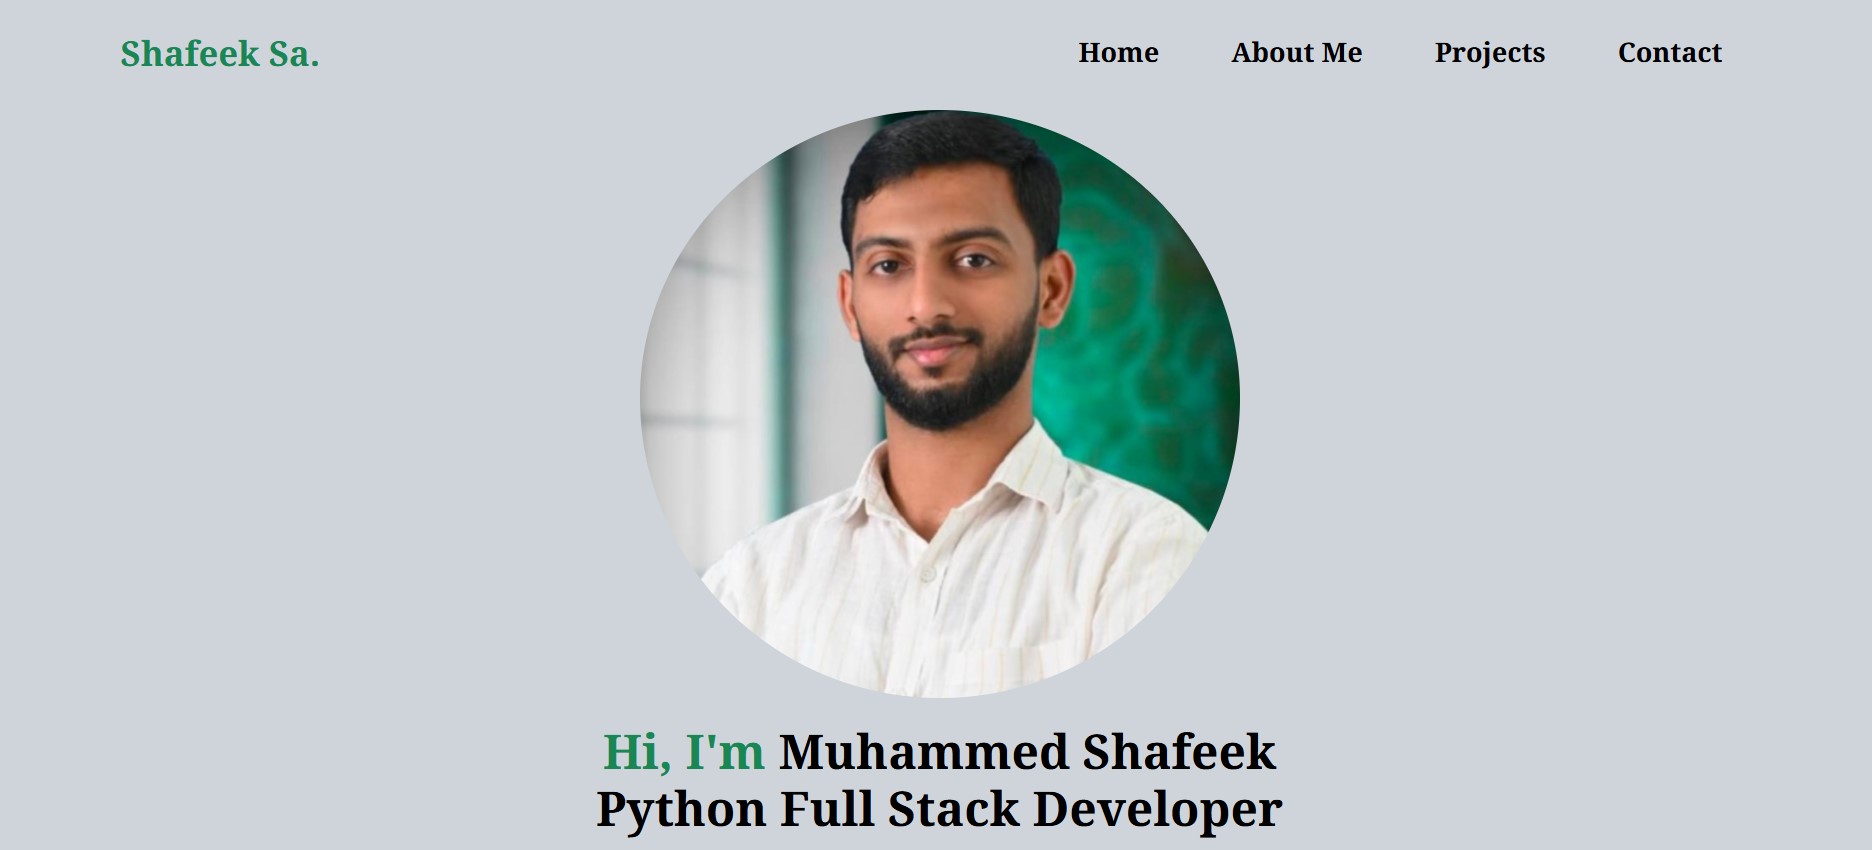 Shafeek Sa.
Home About Me Projects Contact
Hi, I'm Muhammed Shafeek
Python Full Stack Developer